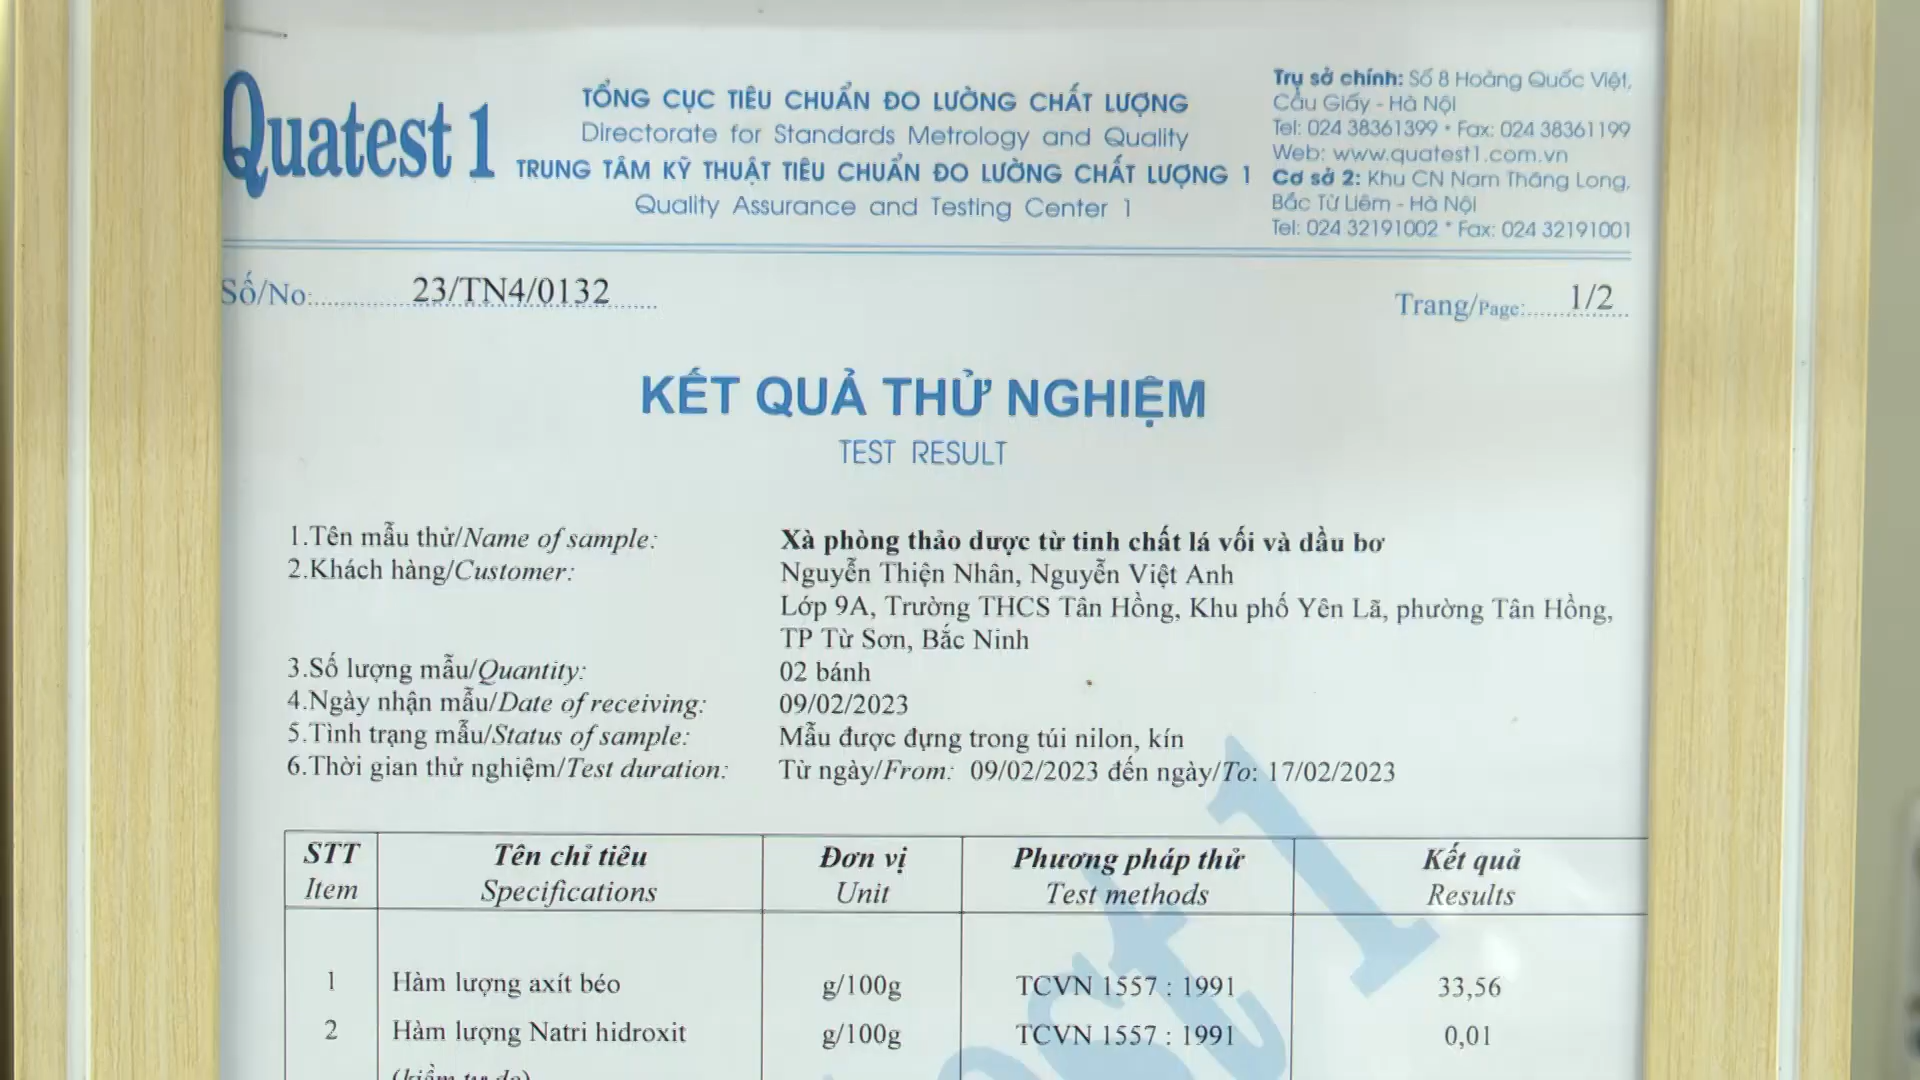 Quatest 1
TỔNG CỤC TIÊU CHUẨN ĐO LƯỜNG CHẤT LƯỢNG
Directorate for Standards Metrology and Quality
TRUNG TÂM KỸ THUẬT TIÊU CHUẨN ĐO LƯỜNG CHẤT LƯỢNG 1
Quality Assurance and Testing Center 1
Trụ sở chính: Số 8 Hoàng Quốc Việt,
Cầu Giấy - Hà Nội
Tel: 024 38361399 * Fax: 024 38361199
Web: www.quatest1.com.vn
Cơ sở 2: Khu CN Nam Thăng Long,
Bắc Từ Liêm - Hà Nội
Tel: 024 32191002 * Fax: 024 32191001
Số/No: 23/TN4/0132
Trang/Page: 1/2
KẾT QUẢ THỬ NGHIỆM
TEST RESULT
1.Tên mẫu thử/Name of sample: Xà phòng thảo dược từ tinh chất lá vối và dầu bơ
2.Khách hàng/Customer: Nguyễn Thiện Nhân, Nguyễn Việt Anh
Lớp 9A, Trường THCS Tân Hồng, Khu phố Yên Lã, phường Tân Hồng,
TP Từ Sơn, Bắc Ninh
3.Số lượng mẫu/Quantity: 02 bánh
4.Ngày nhận mẫu/Date of receiving: 09/02/2023
5.Tình trạng mẫu/Status of sample: Mẫu được đựng trong túi nilon, kín
6.Thời gian thử nghiệm/Test duration: Từ ngày/From: 09/02/2023 đến ngày/To: 17/02/2023
STT Tên chỉ tiêu Đơn vị Phương pháp thử Kết quả
Item Specifications Unit Test methods Results
1 Hàm lượng axít béo g/100g TCVN 1557 : 1991 33,56
2 Hàm lượng Natri hidroxit g/100g TCVN 1557 : 1991 0,01
(kiềm tự do)